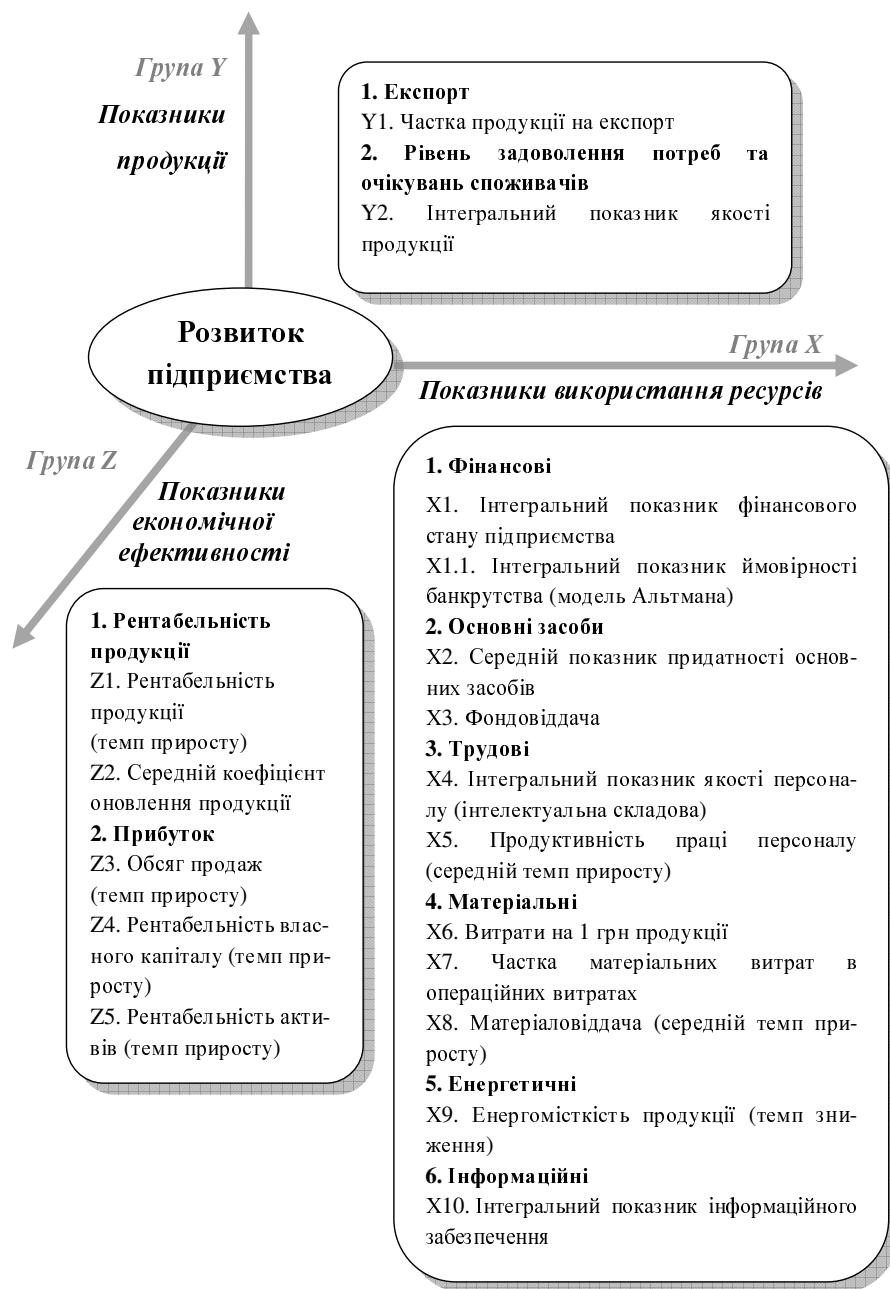 Група Y
Показники
продукції
1. Експорт
Y1. Частка продукції на експорт
2. Рівень задоволення потреб та
очікувань споживачів
Y2. Інтегральний показник якості
продукції
Розвиток
підприємства
Група X
Показники використання ресурсів
Група Z
Показники
економічної
ефективності
1. Рентабельність
продукції
Z1. Рентабельність
продукції
(темп приросту)
Z2. Середній коефіцієнт
оновлення продукції
2. Прибуток
Z3. Обсяг продаж
(темп приросту)
Z4. Рентабельність влас-
ного капіталу (темп при-
росту)
Z5. Рентабельність акти-
вів (темп приросту)
1. Фінансові
X1. Інтегральний показник фінансового
стану підприємства
X1.1. Інтегральний показник ймовірності
банкрутства (модель Альтмана)
2. Основні засоби
X2. Середній показник придатності основ-
них засобів
X3. Фондовіддача
3. Трудові
X4. Інтегральний показник якості персона-
лу (інтелектуальна складова)
X5. Продуктивність праці персоналу
(середній темп приросту)
4. Матеріальні
X6. Витрати на 1 грн продукції
X7. Частка матеріальних витрат в
операційних витратах
X8. Матеріаловіддача (середній темп при-
росту)
5. Енергетичні
X9. Енергомісткість продукції (темп зни-
ження)
6. Інформаційні
X10. Інтегральний показник інформаційного
забезпечення